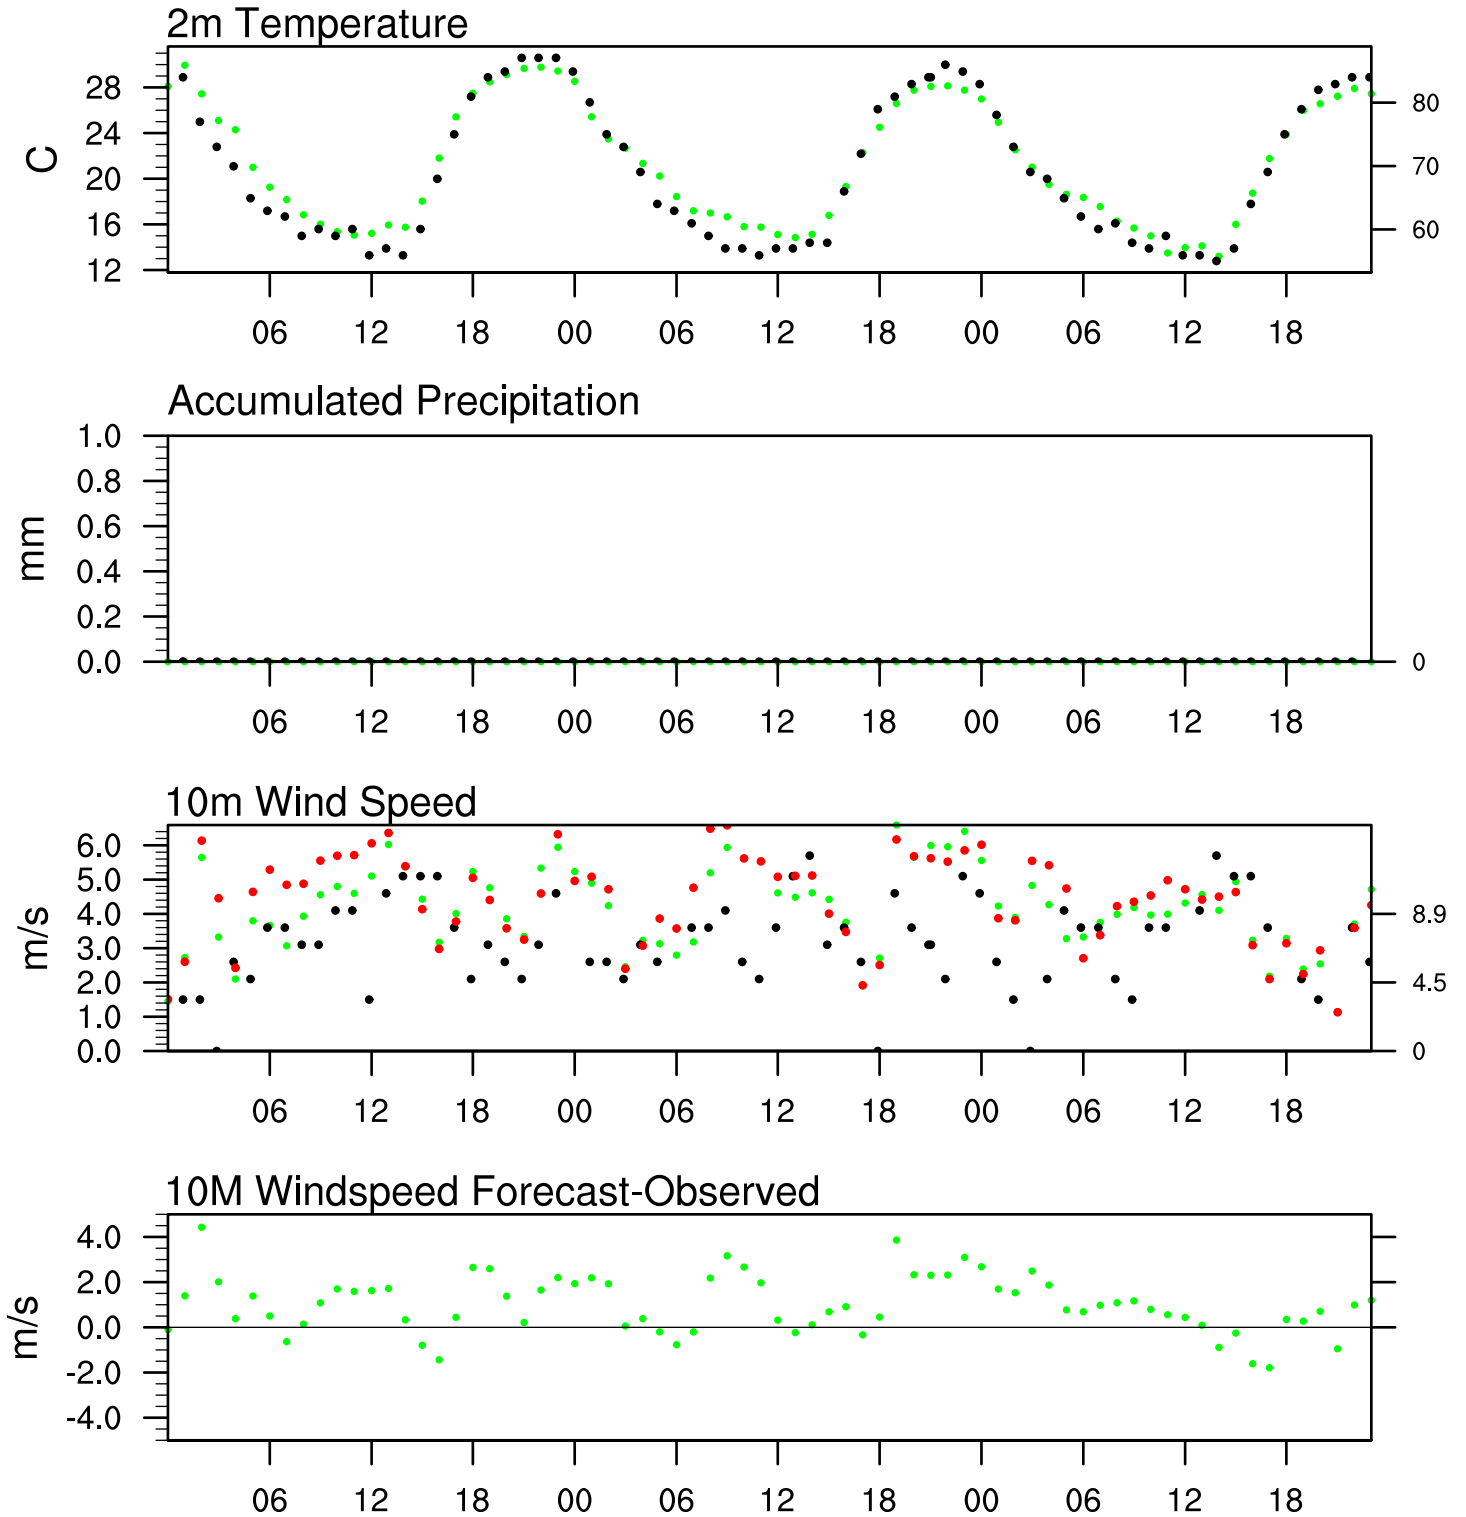 2m Temperature
C
28
24
20
16
12
80
70
60
06 12 18 00 06 12 18 00 06 12 18
Accumulated Precipitation
mm
1.0
0.8
0.6
0.4
0.2
0.0
0
06 12 18 00 06 12 18 00 06 12 18
10m Wind Speed
m/s
6.0
5.0
4.0
3.0
2.0
1.0
0.0
8.9
4.5
0
06 12 18 00 06 12 18 00 06 12 18
10M Windspeed Forecast-Observed
m/s
4.0
2.0
0.0
-2.0
-4.0
06 12 18 00 06 12 18 00 06 12 18